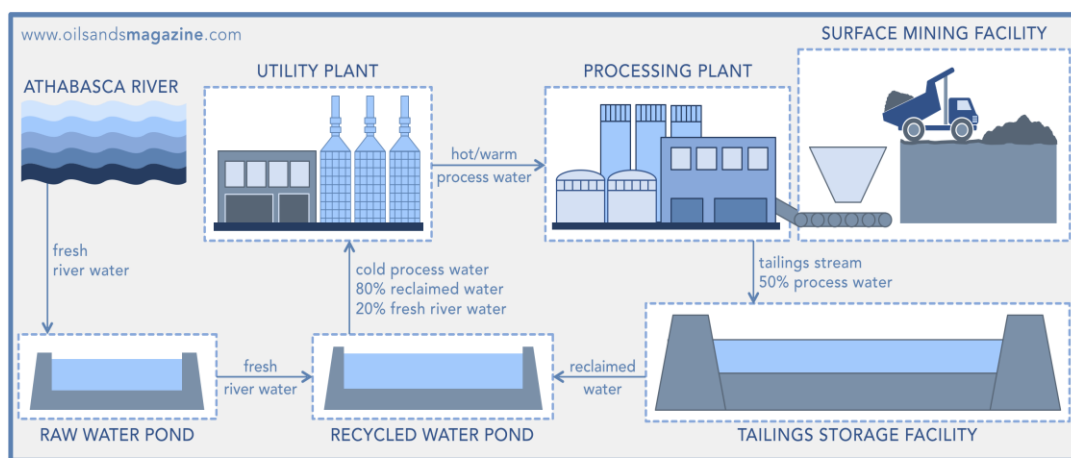 www.oilsandsmagazine.com
SURFACE MINING FACILITY
UTILITY PLANT
PROCESSING PLANT
ATHABASCA RIVER
hot/warm
process water
fresh
river water
cold process water
80% reclaimed water
20% fresh river water
tailings stream
50% process water
fresh
river water
reclaimed
water
RAW WATER POND
RECYCLED WATER POND
TAILINGS STORAGE FACILITY